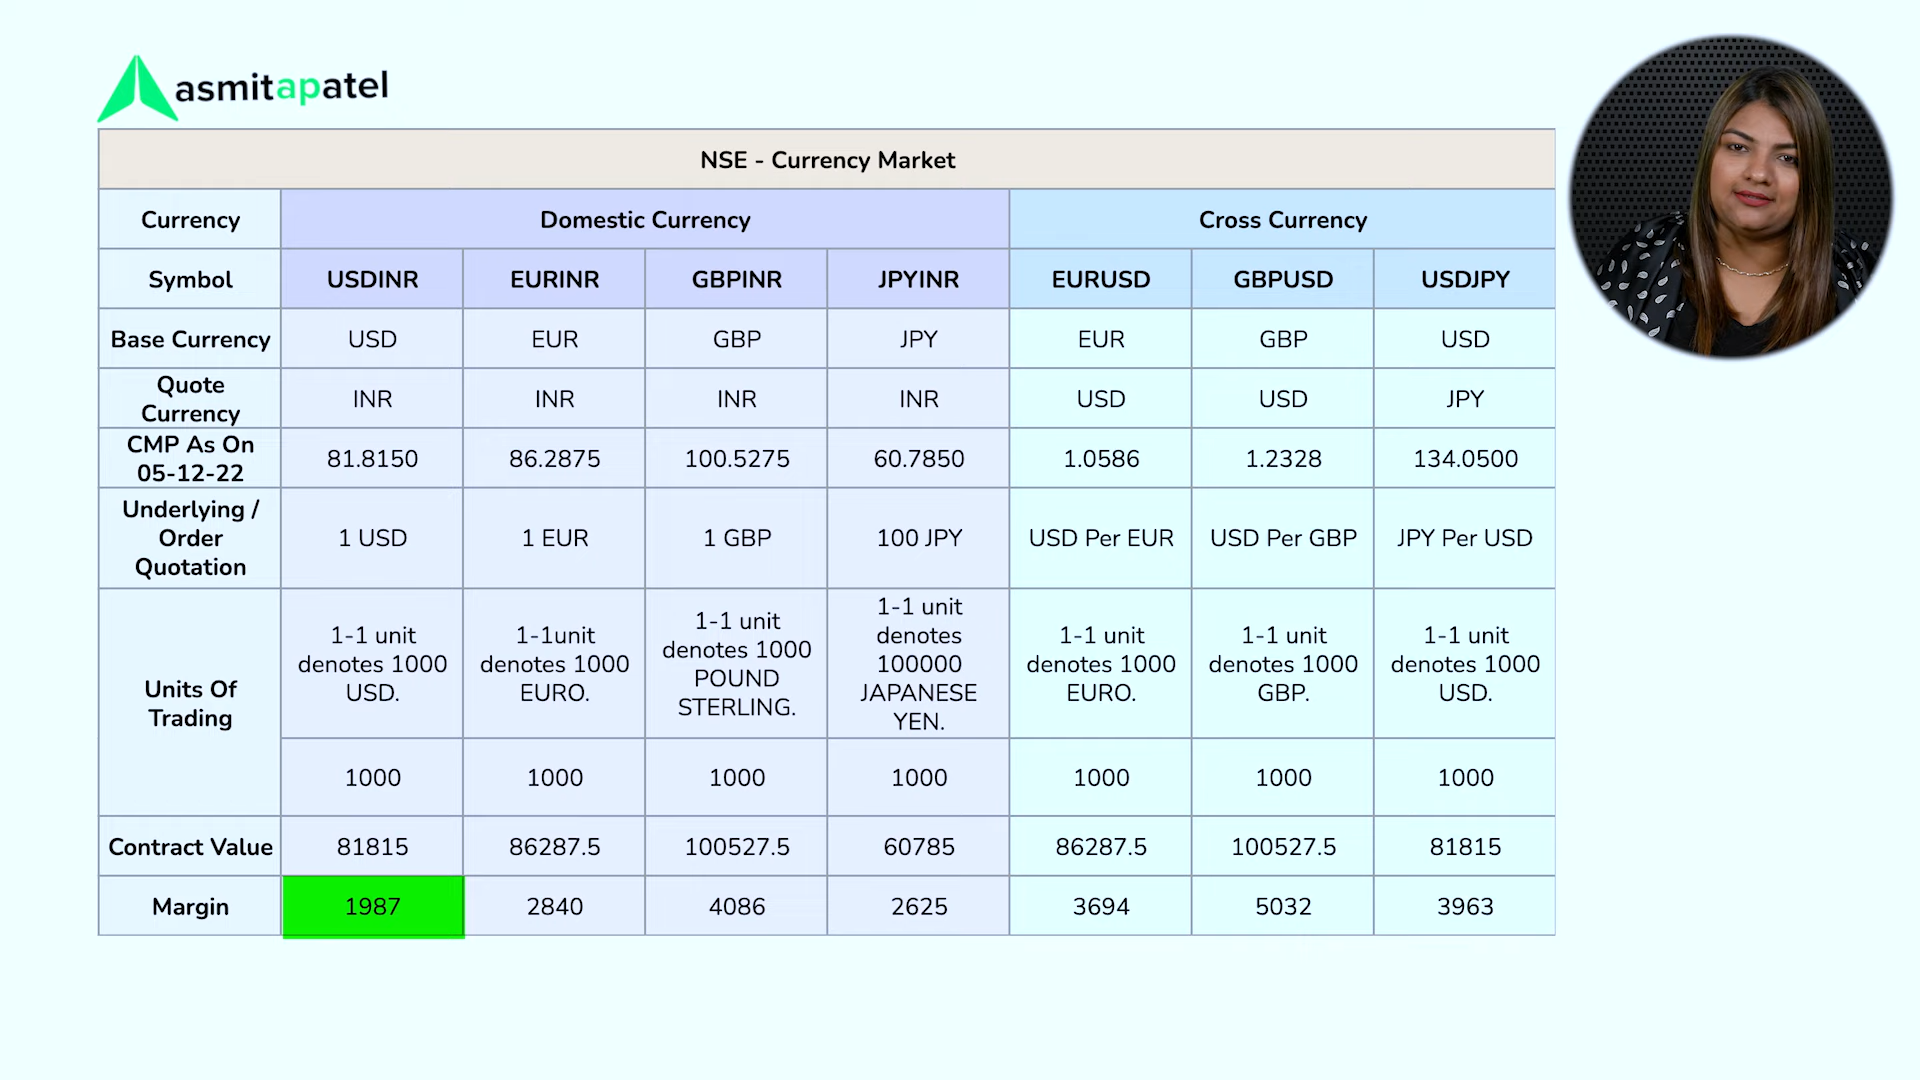 asmitapatel
NSE - Currency Market
Currency Domestic Currency Cross Currency
Symbol USDINR EURINR GBPINR JPYINR EURUSD GBPUSD USDJPY
Base Currency USD EUR GBP JPY EUR GBP USD
Quote
Currency
INR INR INR INR USD USD JPY
CMP As On
05-12-22
81.8150 86.2875 100.5275 60.7850 1.0586 1.2328 134.0500
Underlying /
Order
Quotation
1 USD 1 EUR 1 GBP 100 JPY USD Per EUR USD Per GBP JPY Per USD
Units Of
Trading
1-1 unit
denotes 1000
USD.
1-1unit
denotes 1000
EURO.
1-1 unit
denotes 1000
POUND
STERLING.
1-1 unit
denotes
100000
JAPANESE
YEN.
1-1 unit
denotes 1000
EURO.
1-1 unit
denotes 1000
GBP.
1-1 unit
denotes 1000
USD.
1000 1000 1000 1000 1000 1000 1000
Contract Value 81815 86287.5 100527.5 60785 86287.5 100527.5 81815
Margin 1987 2840 4086 2625 3694 5032 3963